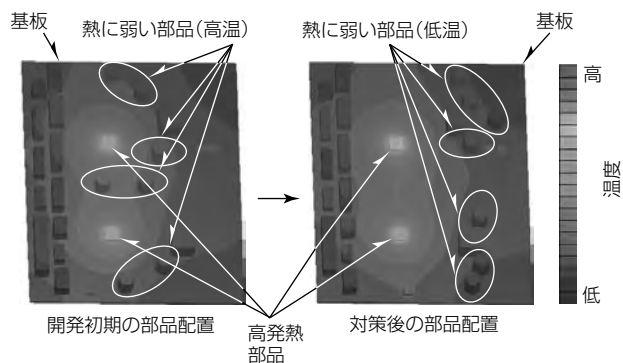 基板
熱に弱い部品（高温）
熱に弱い部品（低温）
基板
高
温度
低
開発初期の部品配置
高発熱
部品
対策後の部品配置